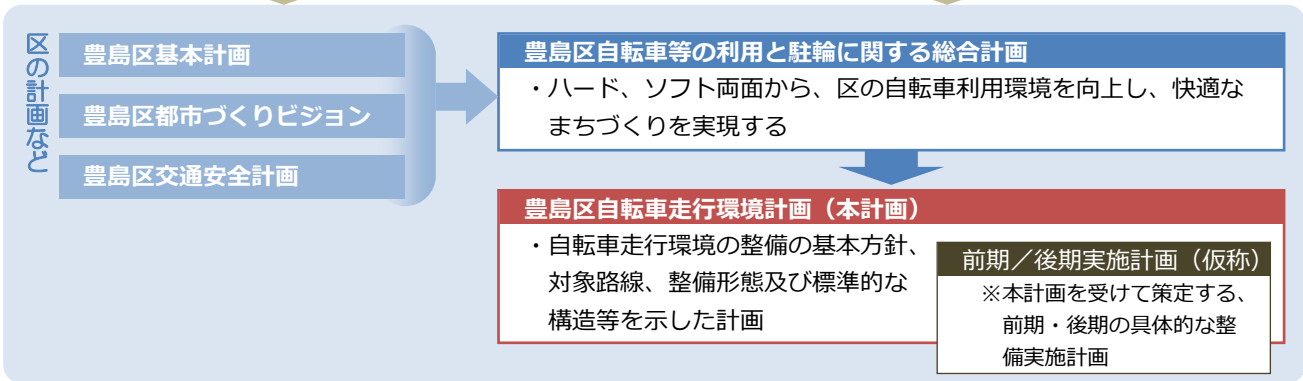 区の計画など
豊島区基本計画
豊島区都市づくりビジョン
豊島区交通安全計画
豊島区自転車等の利用と駐輪に関する総合計画
・ハード、ソフト両面から、区の自転車利用環境を向上し、快適な
まちづくりを実現する
豊島区自転車走行環境計画（本計画）
・自転車走行環境の整備の基本方針、
対象路線、整備形態及び標準的な
構造等を示した計画
前期／後期実施計画（仮称）
※本計画を受けて策定する、
前期・後期の具体的な整
備実施計画